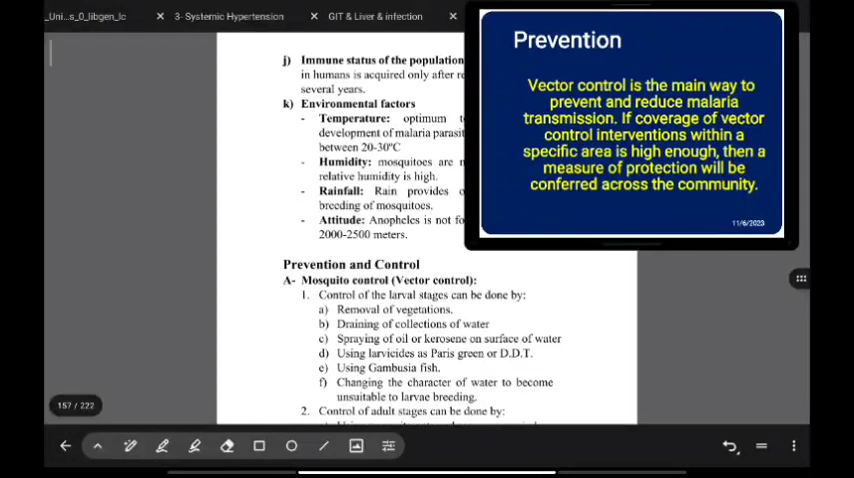 _Uni...s_0_libgen_lc
3- Systemic Hypertension
GIT & Liver & infection
j) Immune status of the population
in humans is acquired only after re
several years.
k) Environmental factors
- Temperature: optimum t
development of malaria parasit
between 20-30°C
- Humidity: mosquitoes are n
relative humidity is high.
- Rainfall: Rain provides o
breeding of mosquitoes.
- Attitude: Anopheles is not fo
2000-2500 meters.
Prevention and Control
A- Mosquito control (Vector control):
1. Control of the larval stages can be done by:
a) Removal of vegetations.
b) Draining of collections of water
c) Spraying of oil or kerosene on surface of water
d) Using larvicides as Paris green or D.D.T.
e) Using Gambusia fish.
f) Changing the character of water to become
unsuitable to larvae breeding.
2. Control of adult stages can be done by:
157 / 222
Prevention
Vector control is the main way to
prevent and reduce malaria
transmission. If coverage of vector
control interventions within a
specific area is high enough, then a
measure of protection will be
conferred across the community.
11/6/2023